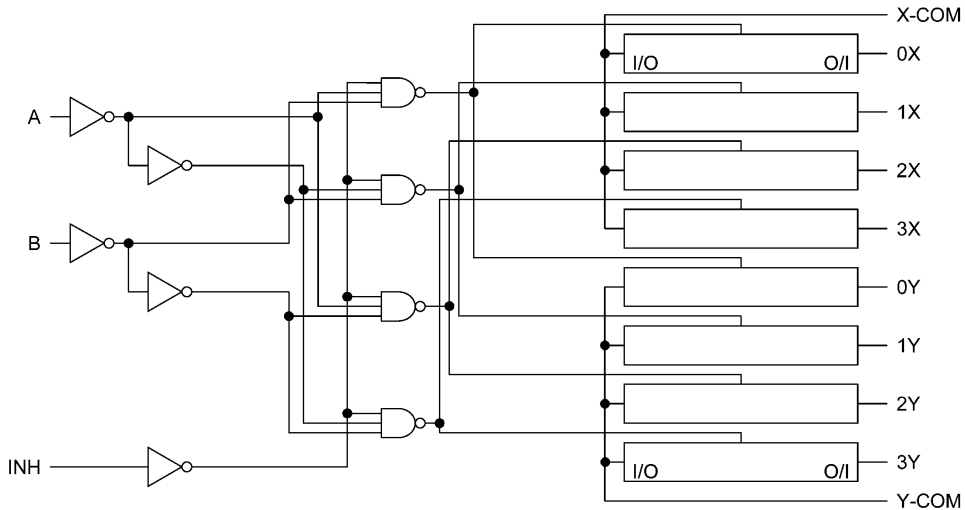 X-COM
I/O O/I 0X
A
1X
2X
B
3X
0Y
1Y
2Y
INH
I/O O/I 3Y
Y-COM